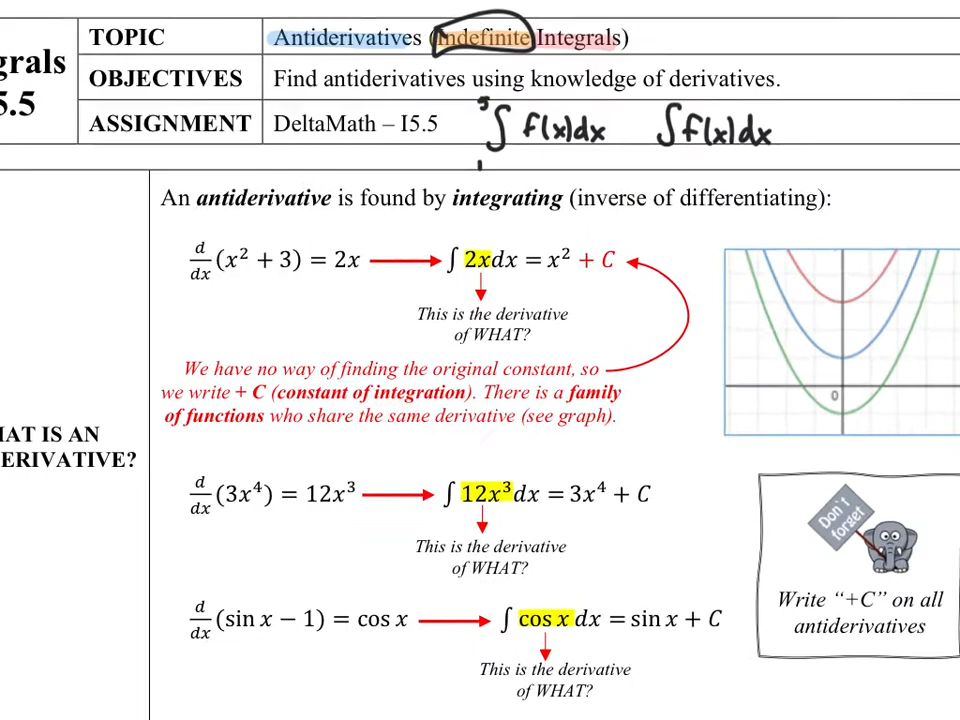 grals
5.5
TOPIC
Antiderivatives (Indefinite Integrals)
OBJECTIVES
Find antiderivatives using knowledge of derivatives.
ASSIGNMENT
DeltaMath – I5.5
∫ f(x)dx ∫ f(x)dx
An antiderivative is found by integrating (inverse of differentiating):
d/dx (x² + 3) = 2x
∫ 2x dx = x² + C
This is the derivative
of WHAT?
We have no way of finding the original constant, so
we write + C (constant of integration). There is a family
of functions who share the same derivative (see graph).
0
HAT IS AN
ERIVATIVE?
d/dx (3x⁴) = 12x³
∫ 12x³ dx = 3x⁴ + C
This is the derivative
of WHAT?
Don't
forget
Write “+C” on all
antiderivatives
d/dx (sin x − 1) = cos x
∫ cos x dx = sin x + C
This is the derivative
of WHAT?